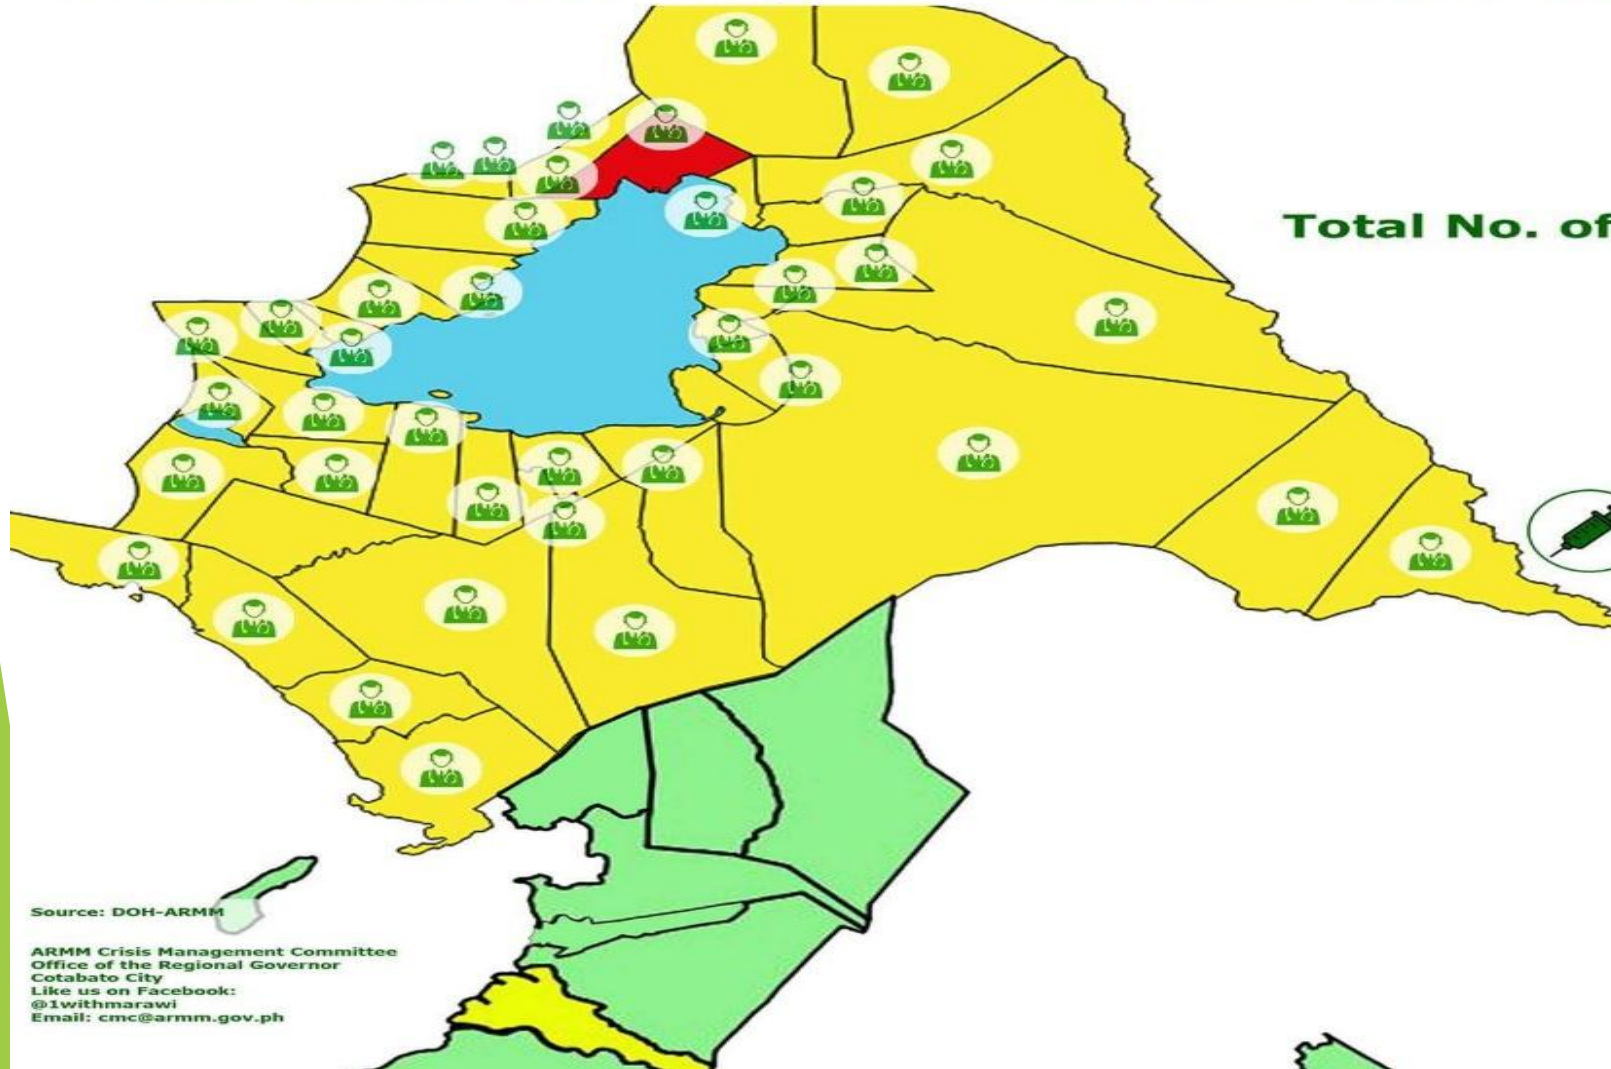 Total No. of
Source: DOH-ARMM
ARMM Crisis Management Committee
Office of the Regional Governor
Cotabato City
Like us on Facebook:
@1withmarawi
Email: cmc@armm.gov.ph